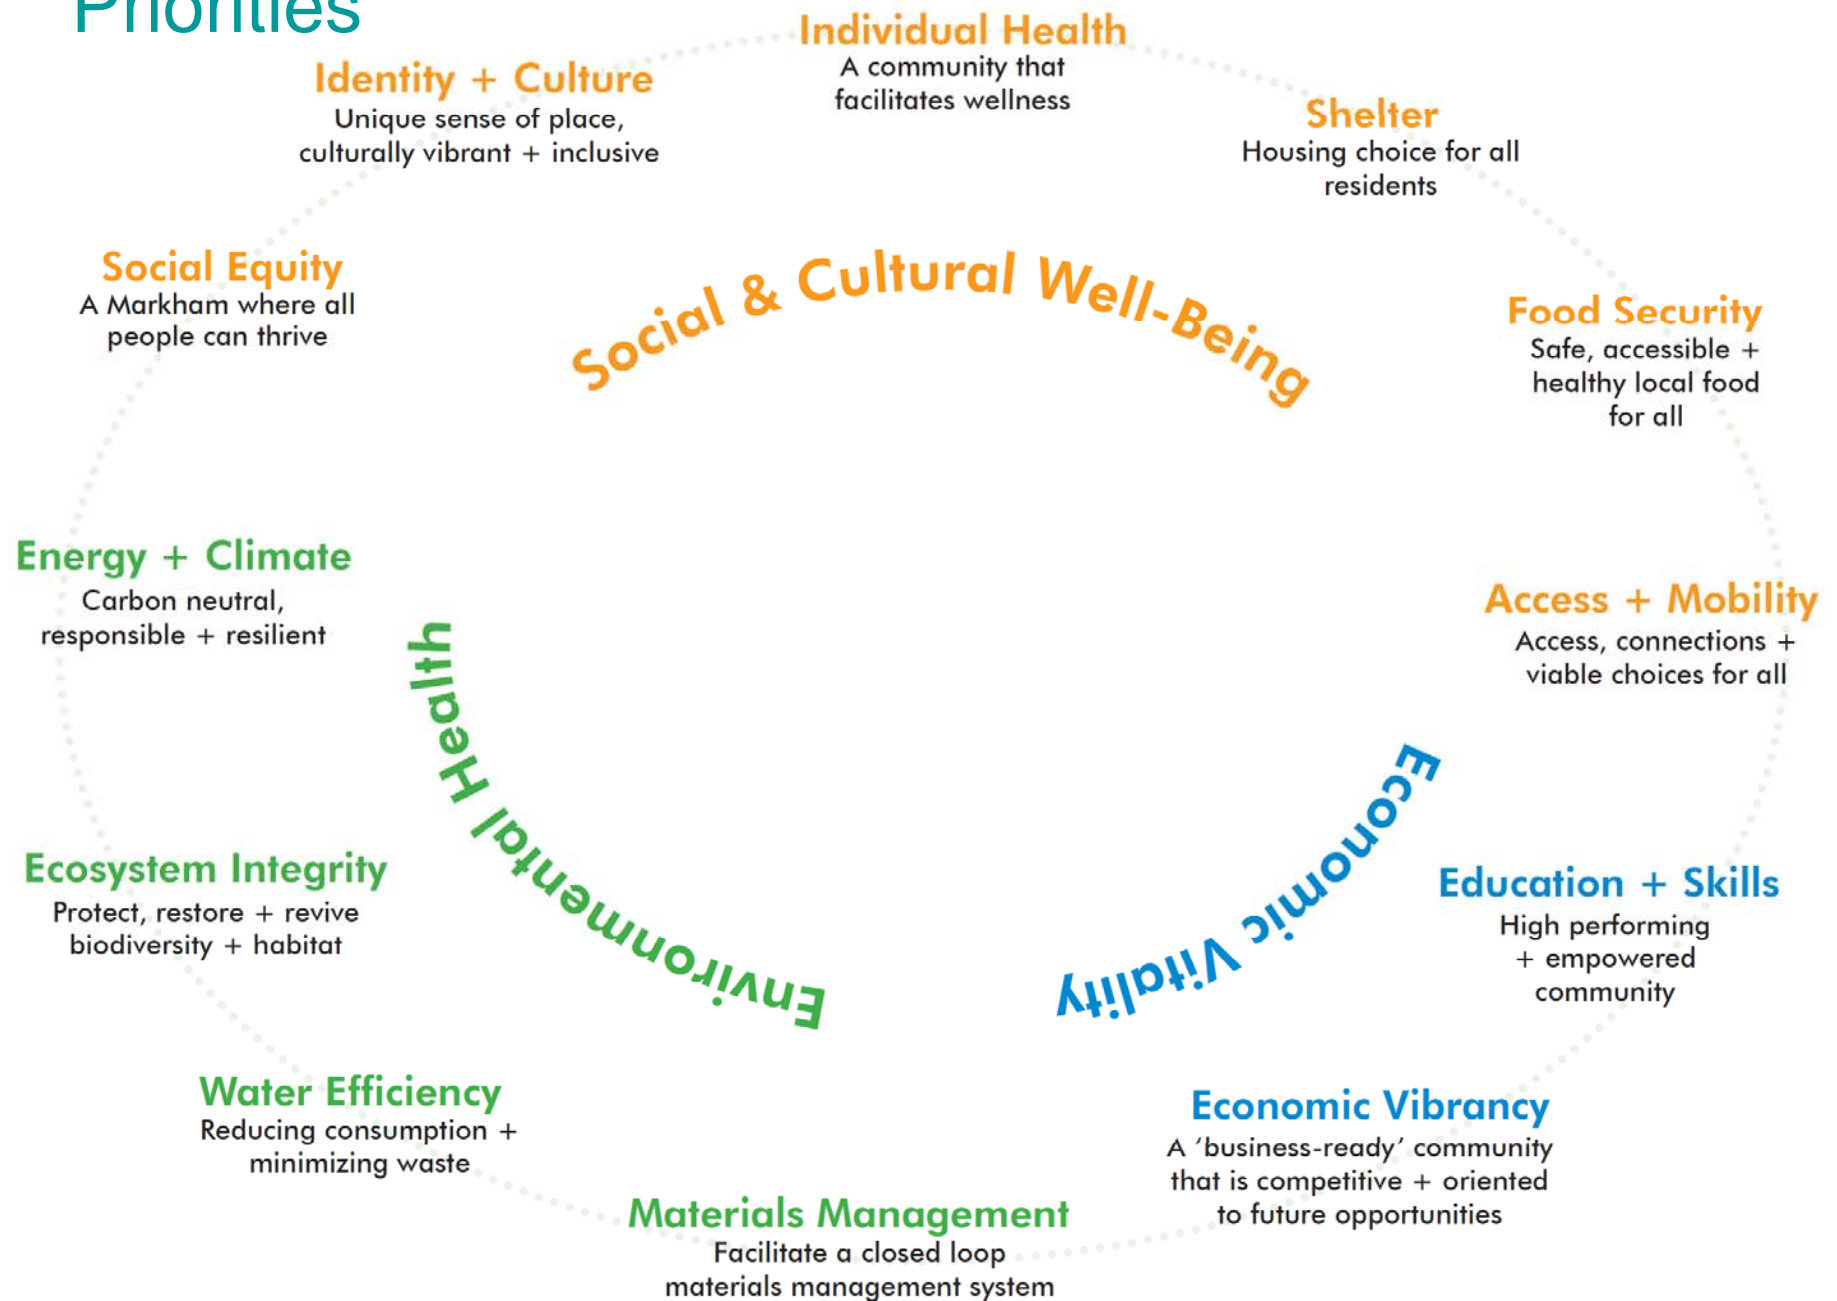 Priorities
Individual Health
A community that
facilitates wellness
Identity + Culture
Unique sense of place,
culturally vibrant + inclusive
Shelter
Housing choice for all
residents
Social Equity
A Markham where all
people can thrive
Social & Cultural Well-Being
Food Security
Safe, accessible +
healthy local food
for all
Energy + Climate
Carbon neutral,
responsible + resilient
Access + Mobility
Access, connections +
viable choices for all
Environmental Health
Economic Vitality
Ecosystem Integrity
Protect, restore + revive
biodiversity + habitat
Education + Skills
High performing
+ empowered
community
Water Efficiency
Reducing consumption +
minimizing waste
Economic Vibrancy
A 'business-ready' community
that is competitive + oriented
to future opportunities
Materials Management
Facilitate a closed loop
materials management system